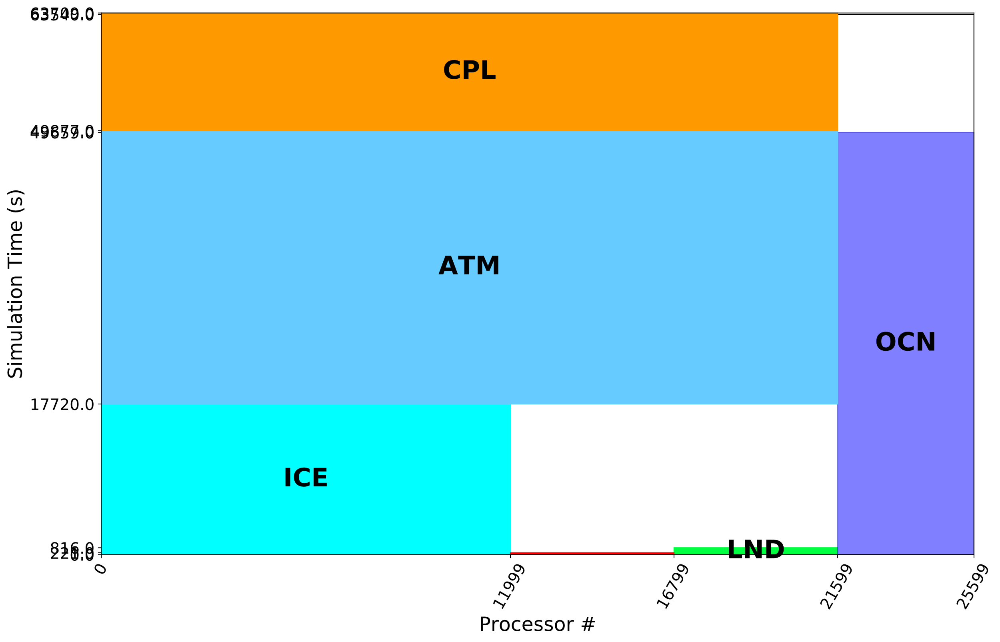 CPL
ATM
OCN
17720.0
ICE
LND
816.0
0
11999
16799
21599
25599
Simulation Time (s)
Processor #